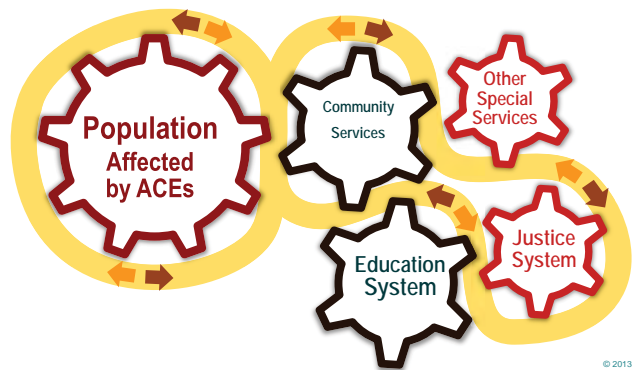 Population
Affected
by ACEs
Community
Services
Other
Special
Services
Education
System
Justice
System
© 2013